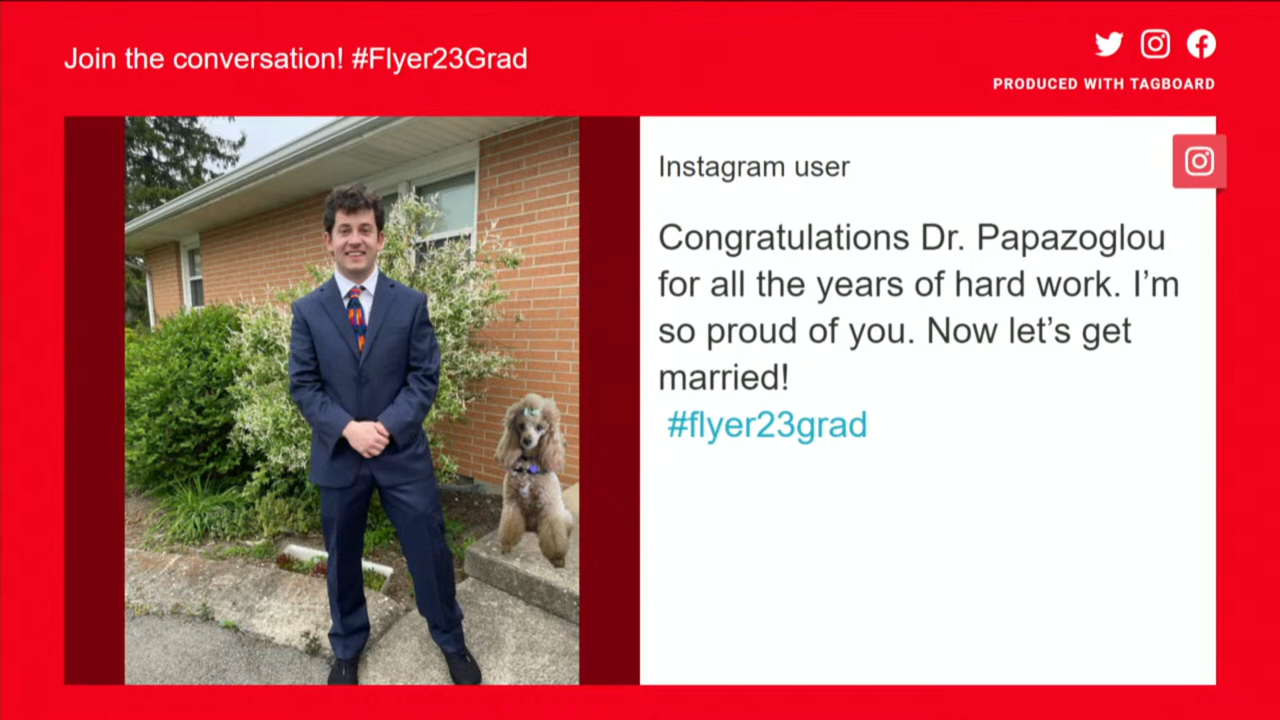 Join the conversation! #Flyer23Grad
PRODUCED WITH TAGBOARD
Instagram user
Congratulations Dr. Papazoglou
for all the years of hard work. I’m
so proud of you. Now let’s get
married!
#flyer23grad